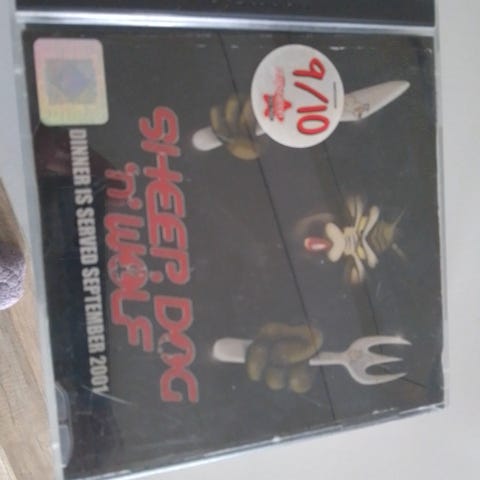 9/10
SHEEP, DOG
'N' WOLF
DINNER IS SERVED SEPTEMBER 2001